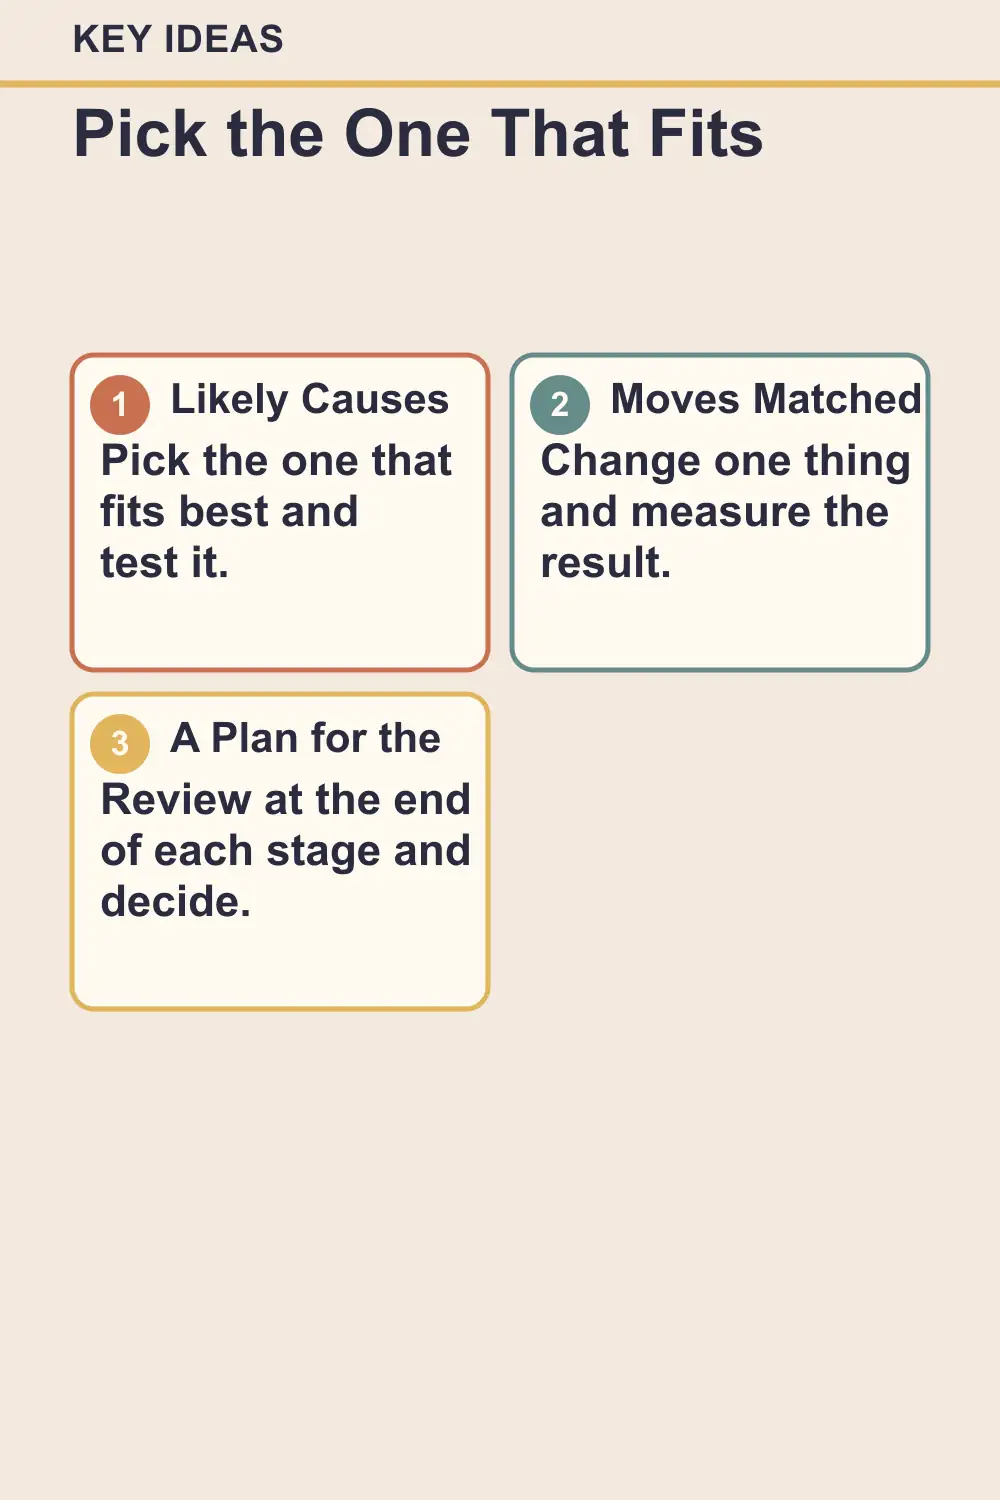 KEY IDEAS
Pick the One That Fits
1 Likely Causes
Pick the one that
fits best and
test it.
2 Moves Matched
Change one thing
and measure the
result.
3 A Plan for the
Review at the end
of each stage and
decide.